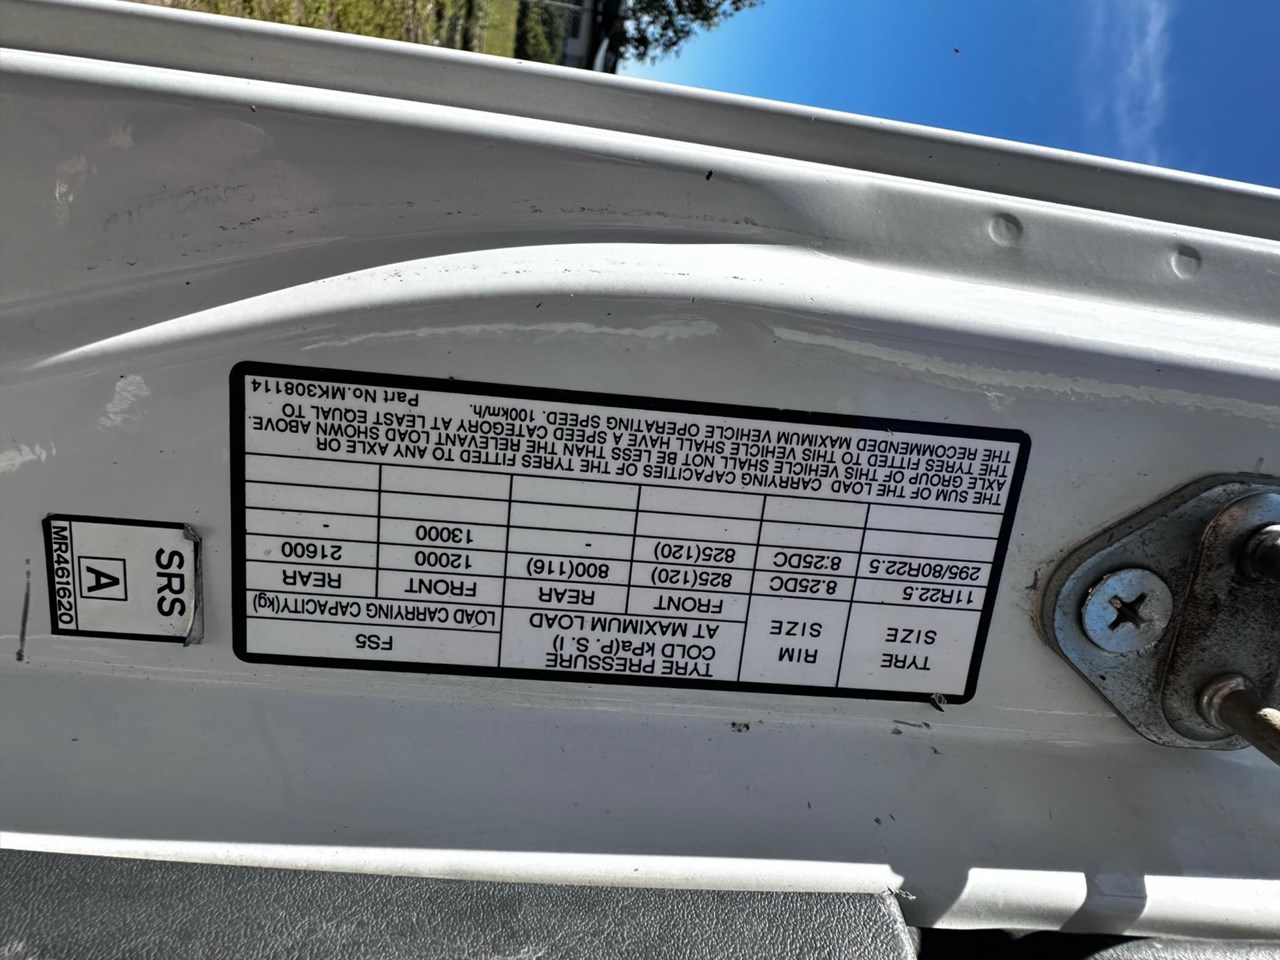 TYRE SIZE | RIM SIZE | TYRE PRESSURE COLD kPa(P.S.I) AT MAXIMUM LOAD | FS5
LOAD CARRYING CAPACITY(kg)
FRONT | REAR | FRONT | REAR
11R22.5 | 8.25DC | 825(120) | 800(116) | 12000 | 21600
295/80R22.5 | 8.25DC | 825(120) | - | 13000 | -
THE SUM OF THE LOAD CARRYING CAPACITIES OF THE TYRES FITTED TO ANY AXLE OR
AXLE GROUP OF THIS VEHICLE SHALL NOT BE LESS THAN THE RELEVANT LOAD SHOWN ABOVE.
THE TYRES FITTED TO THIS VEHICLE SHALL HAVE A SPEED CATEGORY AT LEAST EQUAL TO
THE RECOMMENDED MAXIMUM VEHICLE OPERATING SPEED. 100km/h.
Part No.MK308114
SRS
A
MR461620